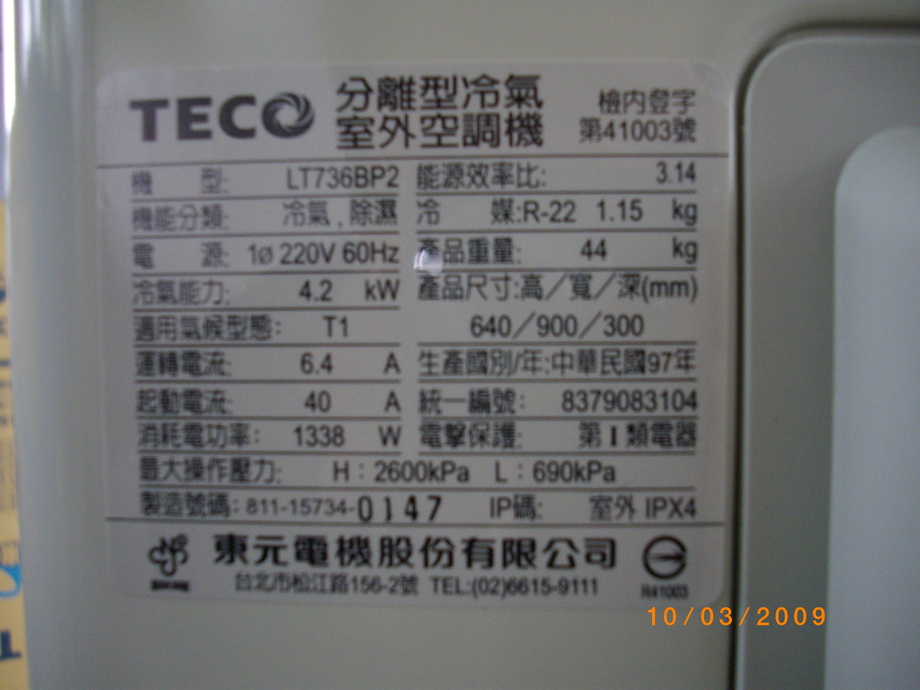 TECO 分離型冷氣 檢內登字
室外空調機 第41003號
機 型: LT736BP2 能源效率比: 3.14
機能分類: 冷氣、除濕 冷 媒:R-22 1.15 kg
電 源: 1ø 220V 60Hz 產品重量: 44 kg
冷氣能力: 4.2 kW 產品尺寸:高/寬/深(mm)
適用氣候型態: T1 640/900/300
運轉電流: 6.4 A 生產國別/年:中華民國97年
起動電流: 40 A 統一編號: 8379083104
消耗電功率: 1338 W 電擊保護: 第I類電器
最大操作壓力: H:2600kPa L:690kPa
製造號碼:811-15734-0147 IP碼: 室外 IPX4
東元電機股份有限公司
台北市松江路156-2號 TEL:(02)6615-9111 R41003
10/03/2009